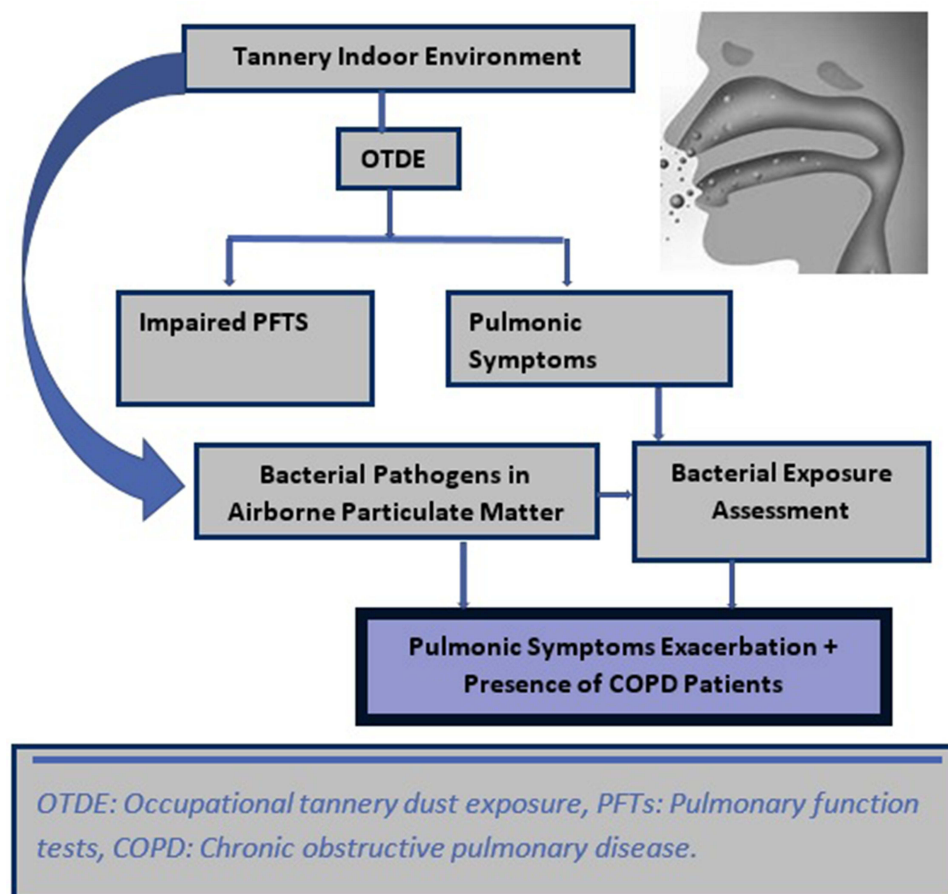 Tannery Indoor Environment
OTDE
Impaired PFTS
Pulmonic
Symptoms
Bacterial Pathogens in
Airborne Particulate Matter
Bacterial Exposure
Assessment
Pulmonic Symptoms Exacerbation +
Presence of COPD Patients
OTDE: Occupational tannery dust exposure, PFTs: Pulmonary function
tests, COPD: Chronic obstructive pulmonary disease.